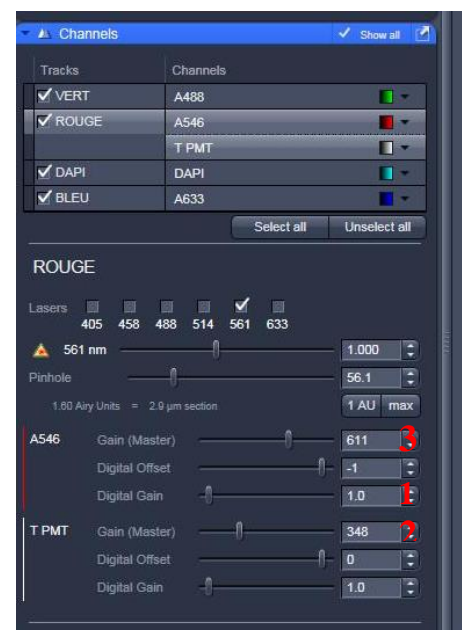 Channels Show all
Tracks Channels
VERT A488
ROUGE A546
T PMT
DAPI DAPI
BLEU A633
Select all Unselect all
ROUGE
Lasers
405 458 488 514 561 633
561 nm 1.000
Pinhole 56.1
1.60 Airy Units = 2.9 µm section 1 AU max
A546 Gain (Master) 611 3
Digital Offset -1
Digital Gain 1.0 1
T PMT Gain (Master) 348 2
Digital Offset 0
Digital Gain 1.0